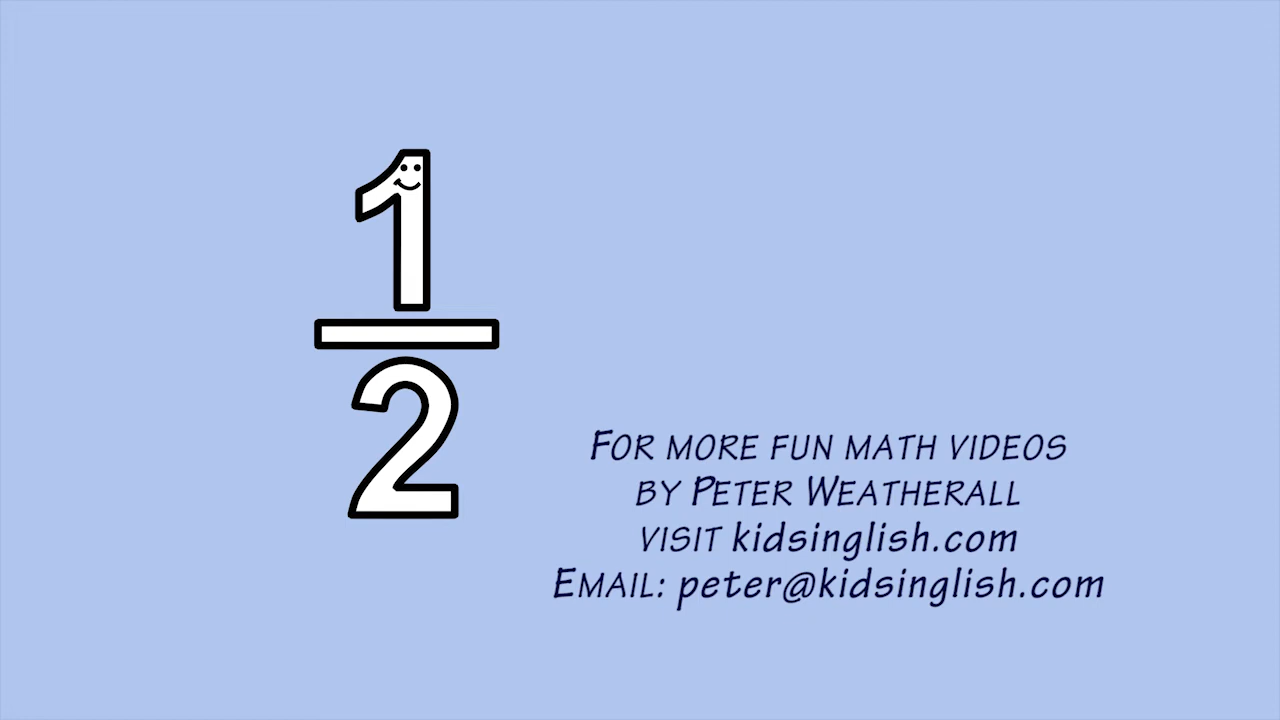 1
2
FOR MORE FUN MATH VIDEOS
BY PETER WEATHERALL
VISIT kidsinglish.com
EMAIL: peter@kidsinglish.com